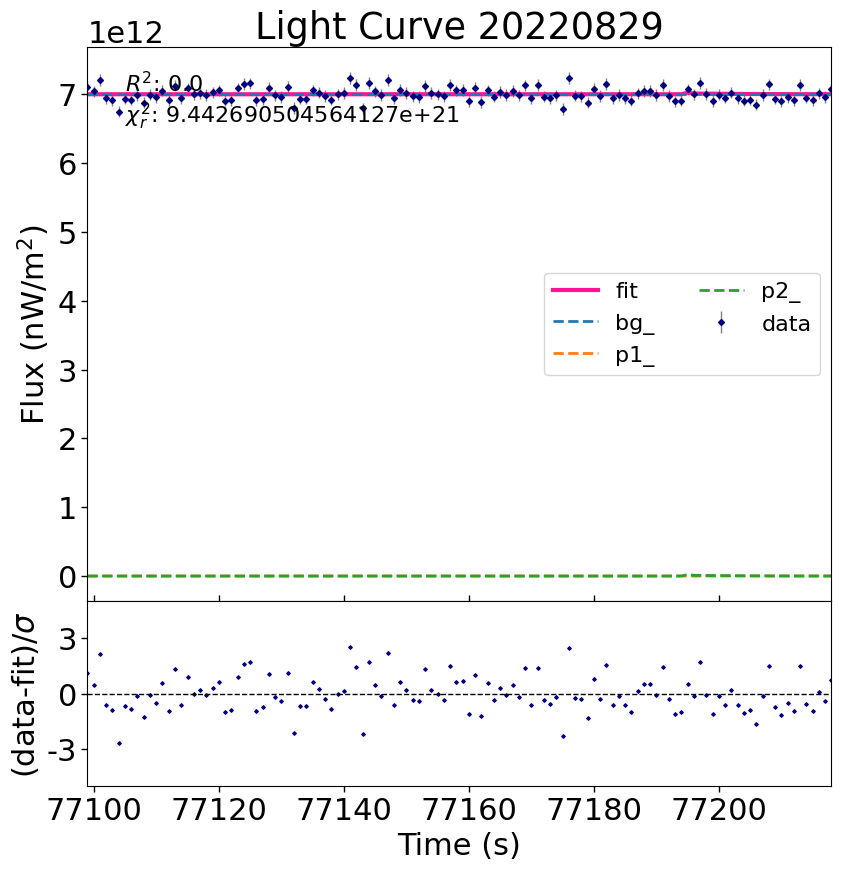 Light Curve 20220829
1e12
R²: 0.0
χ²ᵣ: 9.442690504564127e+21
7
6
5
4
3
2
1
0
Flux (nW/m²)
fit
bg_
p1_
p2_
data
3
0
-3
(data-fit)/σ
77100 77120 77140 77160 77180 77200
Time (s)